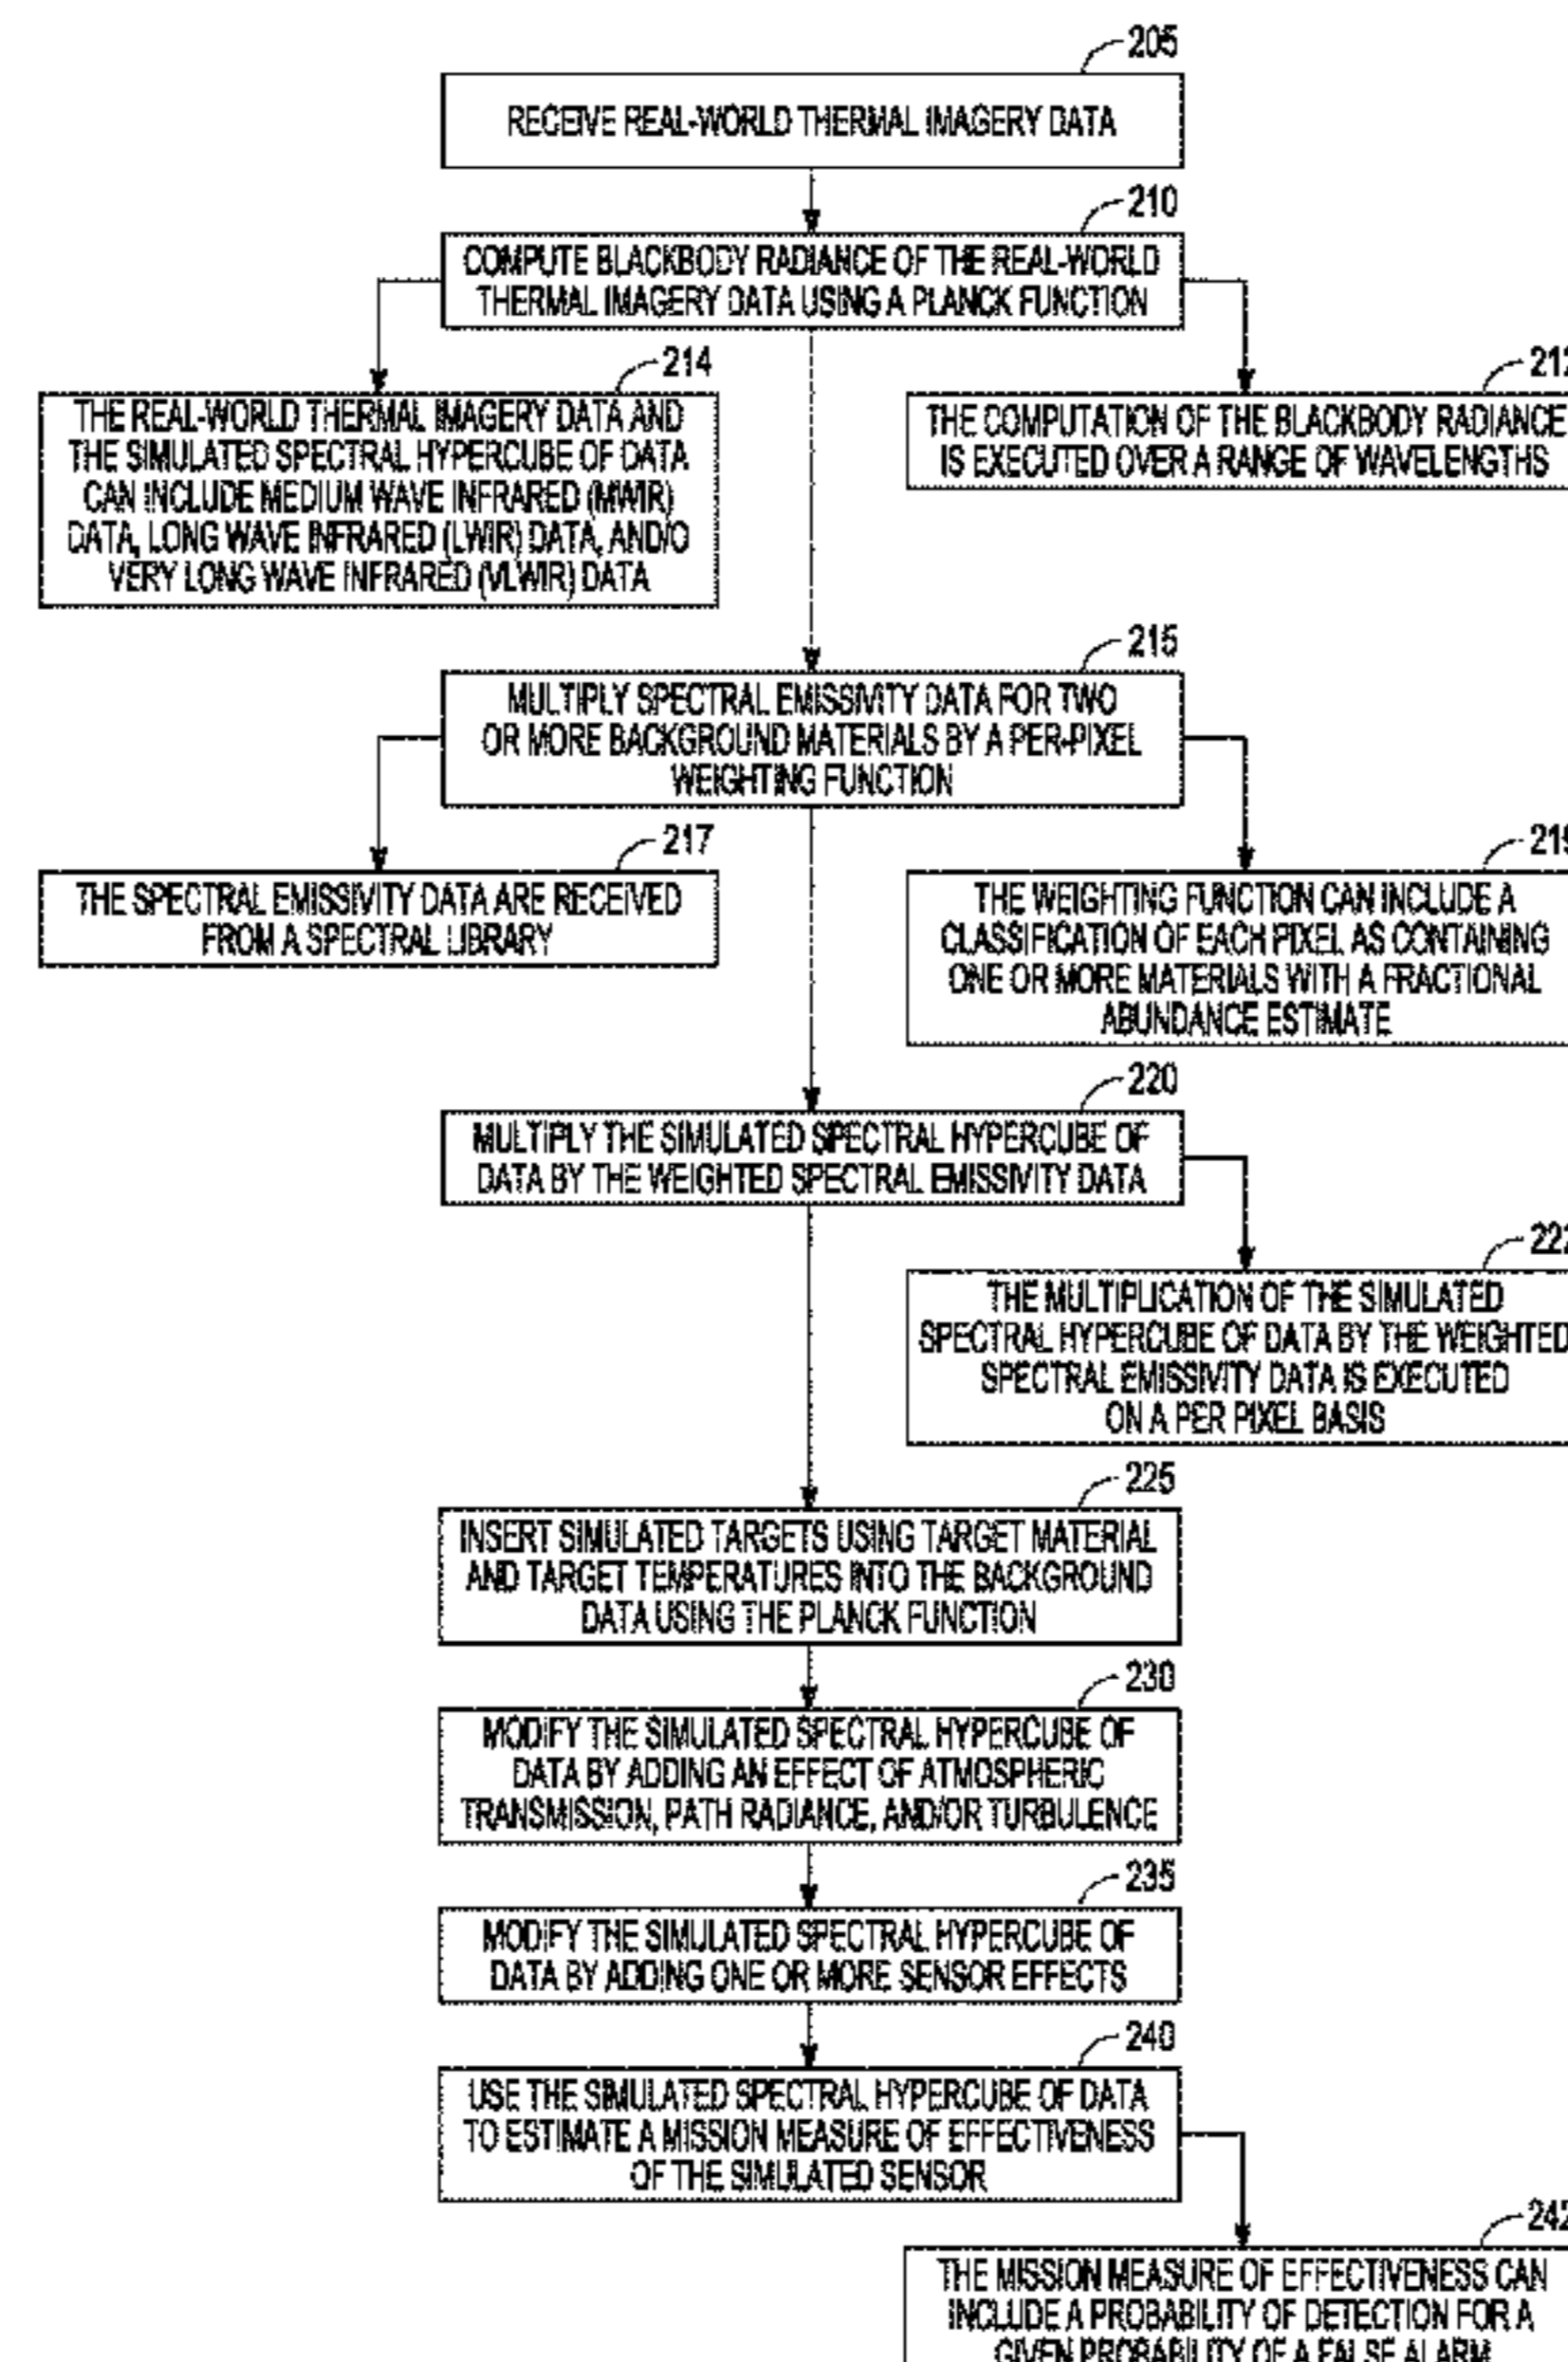 205
RECEIVE REAL-WORLD THERMAL IMAGERY DATA
210
COMPUTE BLACKBODY RADIANCE OF THE REAL-WORLD
THERMAL IMAGERY DATA USING A PLANCK FUNCTION
214
THE REAL-WORLD THERMAL IMAGERY DATA AND
THE SIMULATED SPECTRAL HYPERCUBE OF DATA
CAN INCLUDE MEDIUM WAVE INFRARED (MWIR)
DATA, LONG WAVE INFRARED (LWIR) DATA, AND/O
VERY LONG WAVE INFRARED (VLWIR) DATA
212
THE COMPUTATION OF THE BLACKBODY RADIANCE
IS EXECUTED OVER A RANGE OF WAVELENGTHS
215
MULTIPLY SPECTRAL EMISSIVITY DATA FOR TWO
OR MORE BACKGROUND MATERIALS BY A PER-PIXEL
WEIGHTING FUNCTION
217
THE SPECTRAL EMISSIVITY DATA ARE RECEIVED
FROM A SPECTRAL LIBRARY
219
THE WEIGHTING FUNCTION CAN INCLUDE A
CLASSIFICATION OF EACH PIXEL AS CONTAINING
ONE OR MORE MATERIALS WITH A FRACTIONAL
ABUNDANCE ESTIMATE
220
MULTIPLY THE SIMULATED SPECTRAL HYPERCUBE OF
DATA BY THE WEIGHTED SPECTRAL EMISSIVITY DATA
222
THE MULTIPLICATION OF THE SIMULATED
SPECTRAL HYPERCUBE OF DATA BY THE WEIGHTED
SPECTRAL EMISSIVITY DATA IS EXECUTED
ON A PER PIXEL BASIS
225
INSERT SIMULATED TARGETS USING TARGET MATERIAL
AND TARGET TEMPERATURES INTO THE BACKGROUND
DATA USING THE PLANCK FUNCTION
230
MODIFY THE SIMULATED SPECTRAL HYPERCUBE OF
DATA BY ADDING AN EFFECT OF ATMOSPHERIC
TRANSMISSION, PATH RADIANCE, AND/OR TURBULENCE
235
MODIFY THE SIMULATED SPECTRAL HYPERCUBE OF
DATA BY ADDING ONE OR MORE SENSOR EFFECTS
240
USE THE SIMULATED SPECTRAL HYPERCUBE OF DATA
TO ESTIMATE A MISSION MEASURE OF EFFECTIVENESS
OF THE SIMULATED SENSOR
242
THE MISSION MEASURE OF EFFECTIVENESS CAN
INCLUDE A PROBABILITY OF DETECTION FOR A
GIVEN PROBABILITY OF A FALSE ALARM